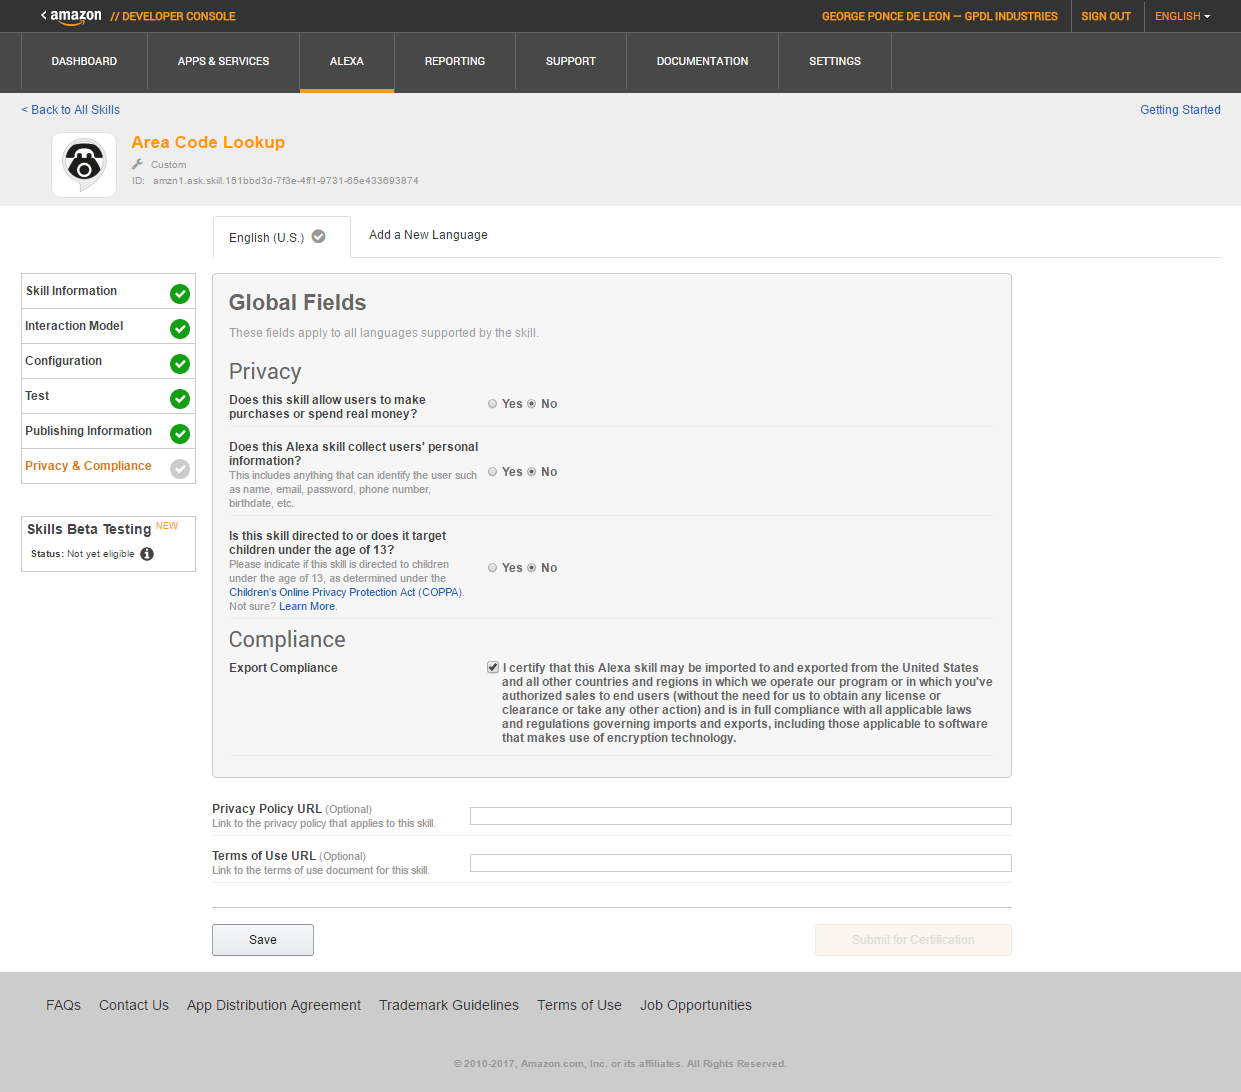 < amazon // DEVELOPER CONSOLE
GEORGE PONCE DE LEON — GPDL INDUSTRIES
SIGN OUT
ENGLISH
DASHBOARD
APPS & SERVICES
ALEXA
REPORTING
SUPPORT
DOCUMENTATION
SETTINGS
< Back to All Skills
Getting Started
Area Code Lookup
Custom
ID: amzn1.ask.skill.151bbd3d-7f3e-4ff1-9731-65e433693874
English (U.S.)
Add a New Language
Skill Information
Interaction Model
Configuration
Test
Publishing Information
Privacy & Compliance
Skills Beta Testing NEW
Status: Not yet eligible
Global Fields
These fields apply to all languages supported by the skill.
Privacy
Does this skill allow users to make
purchases or spend real money?
Yes No
Does this Alexa skill collect users' personal
information?
This includes anything that can identify the user such
as name, email, password, phone number,
birthdate, etc.
Yes No
Is this skill directed to or does it target
children under the age of 13?
Please indicate if this skill is directed to children
under the age of 13, as determined under the
Children's Online Privacy Protection Act (COPPA).
Not sure? Learn More.
Yes No
Compliance
Export Compliance
I certify that this Alexa skill may be imported to and exported from the United States
and all other countries and regions in which we operate our program or in which you've
authorized sales to end users (without the need for us to obtain any license or
clearance or take any other action) and is in full compliance with all applicable laws
and regulations governing imports and exports, including those applicable to software
that makes use of encryption technology.
Privacy Policy URL (Optional)
Link to the privacy policy that applies to this skill.
Terms of Use URL (Optional)
Link to the terms of use document for this skill.
Save
Submit for Certification
FAQs
Contact Us
App Distribution Agreement
Trademark Guidelines
Terms of Use
Job Opportunities
© 2010-2017, Amazon.com, Inc. or its affiliates. All Rights Reserved.